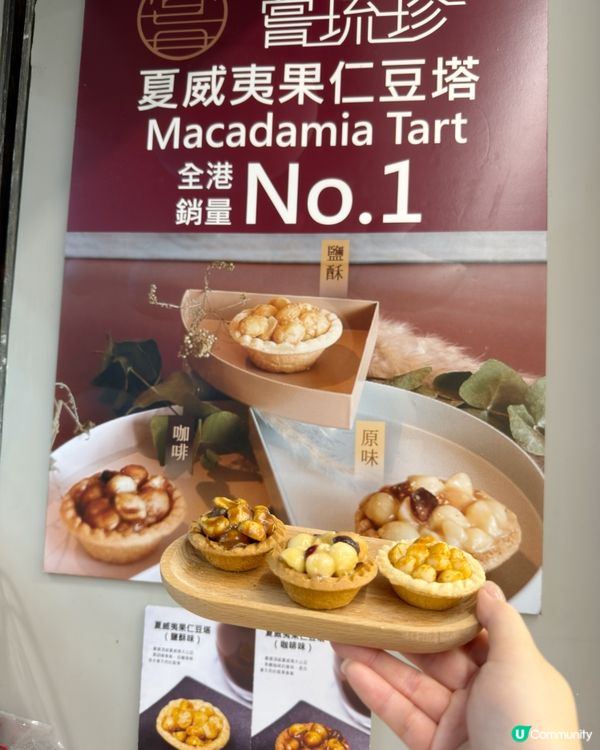 嘗琉珍
夏威夷果仁豆塔
Macadamia Tart
全港
銷量
No.1
鹽酥
咖啡
原味
夏威夷果仁豆塔
（鹽酥味）
夏威夷果仁豆塔
（咖啡味）
U Community